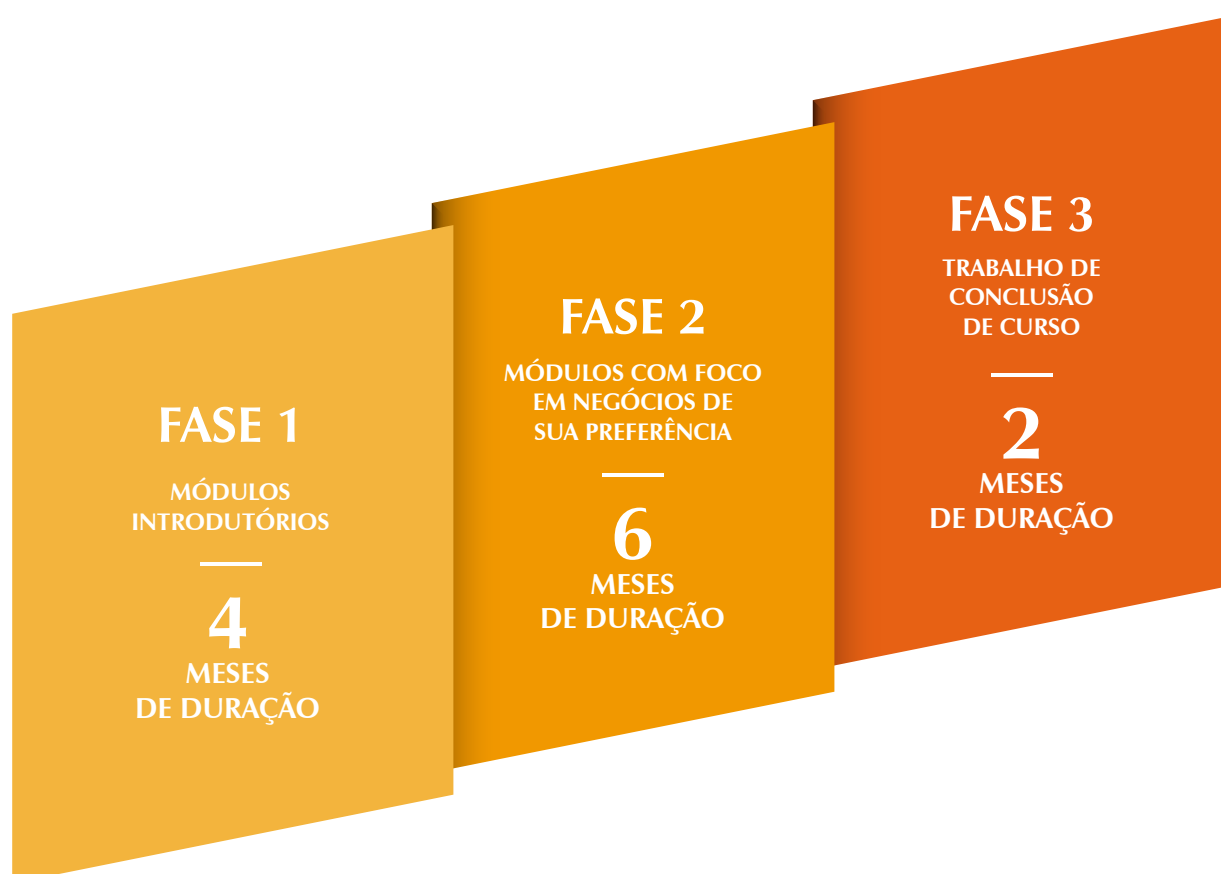 FASE 1
MÓDULOS
INTRODUTÓRIOS
4
MESES
DE DURAÇÃO
FASE 2
MÓDULOS COM FOCO
EM NEGÓCIOS DE
SUA PREFERÊNCIA
6
MESES
DE DURAÇÃO
FASE 3
TRABALHO DE
CONCLUSÃO
DE CURSO
2
MESES
DE DURAÇÃO